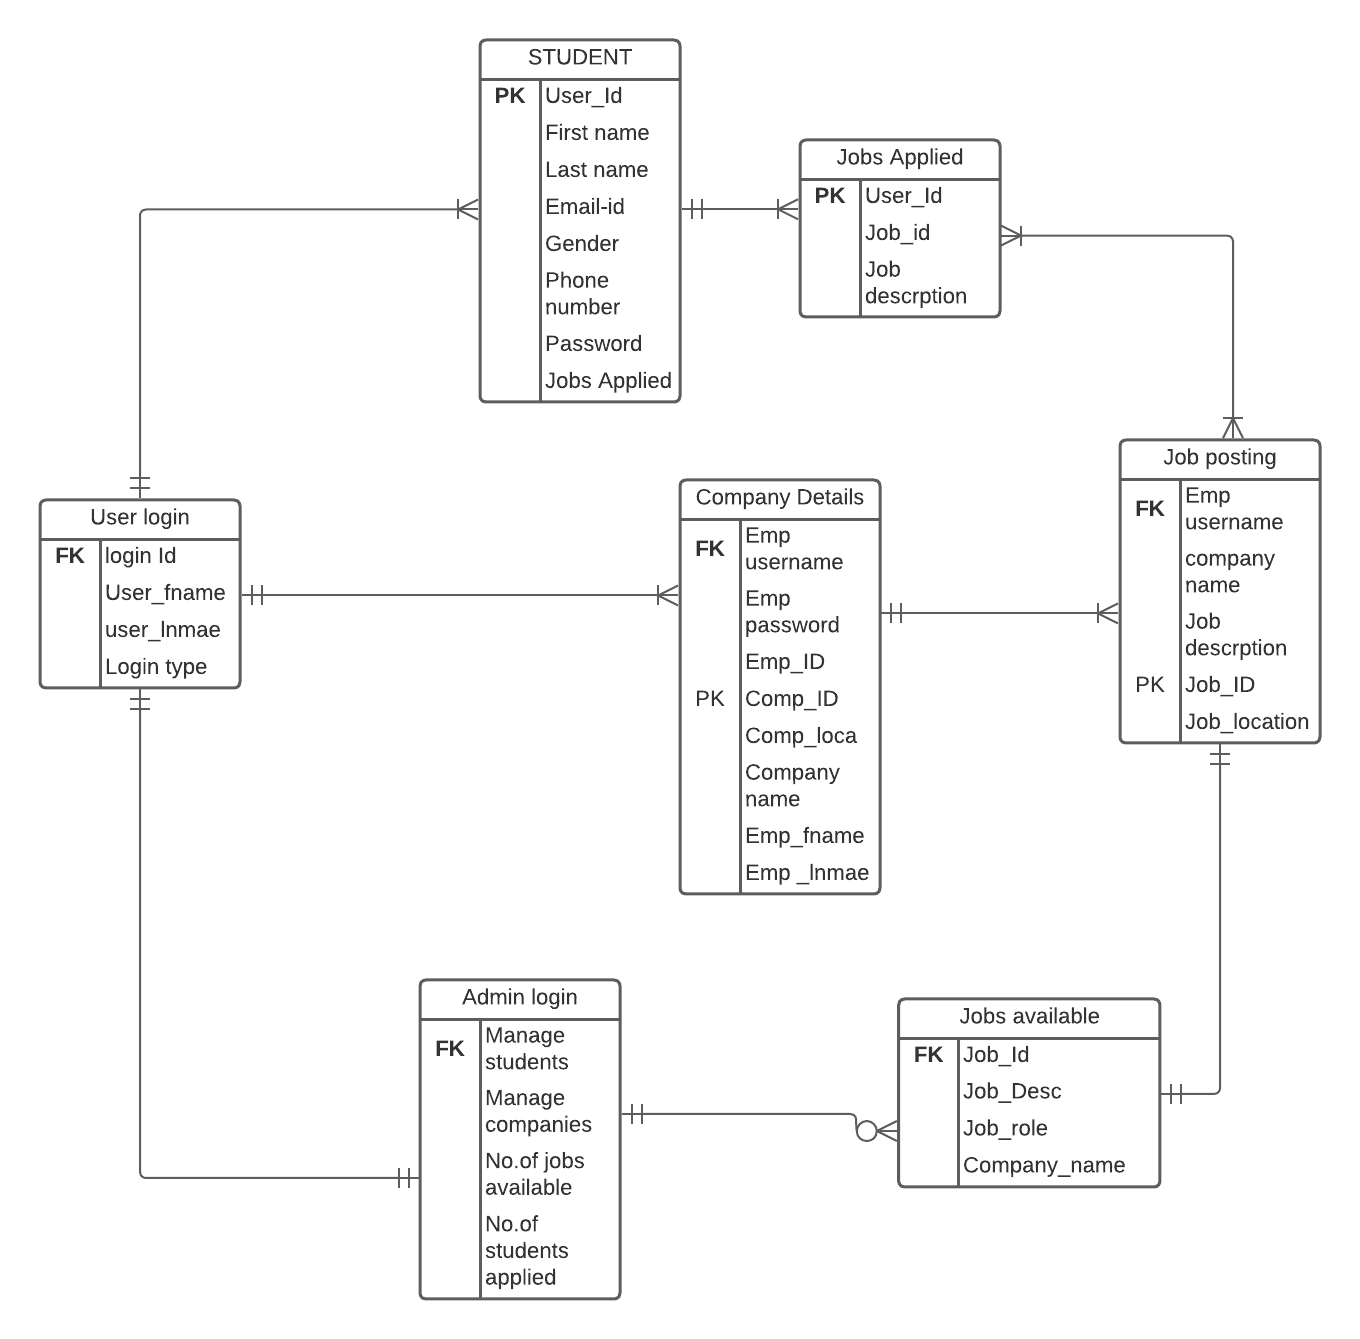 STUDENT
PK User_Id
First name
Last name
Email-id
Gender
Phone
number
Password
Jobs Applied
Jobs Applied
PK User_Id
Job_id
Job
descrption
User login
FK login Id
User_fname
user_lnmae
Login type
Company Details
FK Emp
username
Emp
password
Emp_ID
PK Comp_ID
Comp_loca
Company
name
Emp_fname
Emp _lnmae
Job posting
FK Emp
username
company
name
Job
descrption
PK Job_ID
Job_location
Admin login
FK Manage
students
Manage
companies
No.of jobs
available
No.of
students
applied
Jobs available
FK Job_Id
Job_Desc
Job_role
Company_name